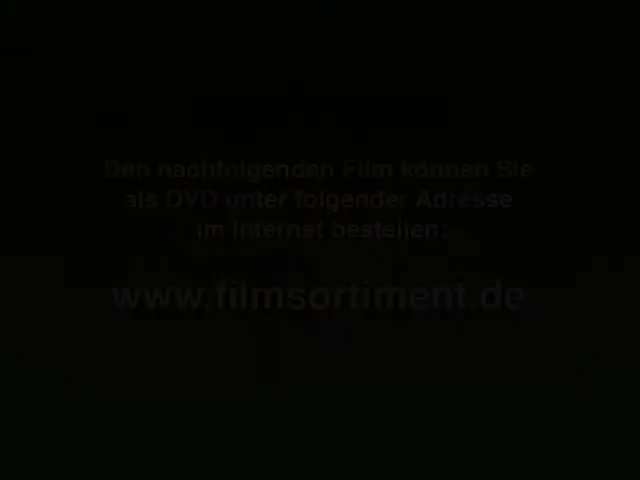 Den nachfolgenden Film können Sie
als DVD unter folgender Adresse
im Internet bestellen:
www.filmsortiment.de